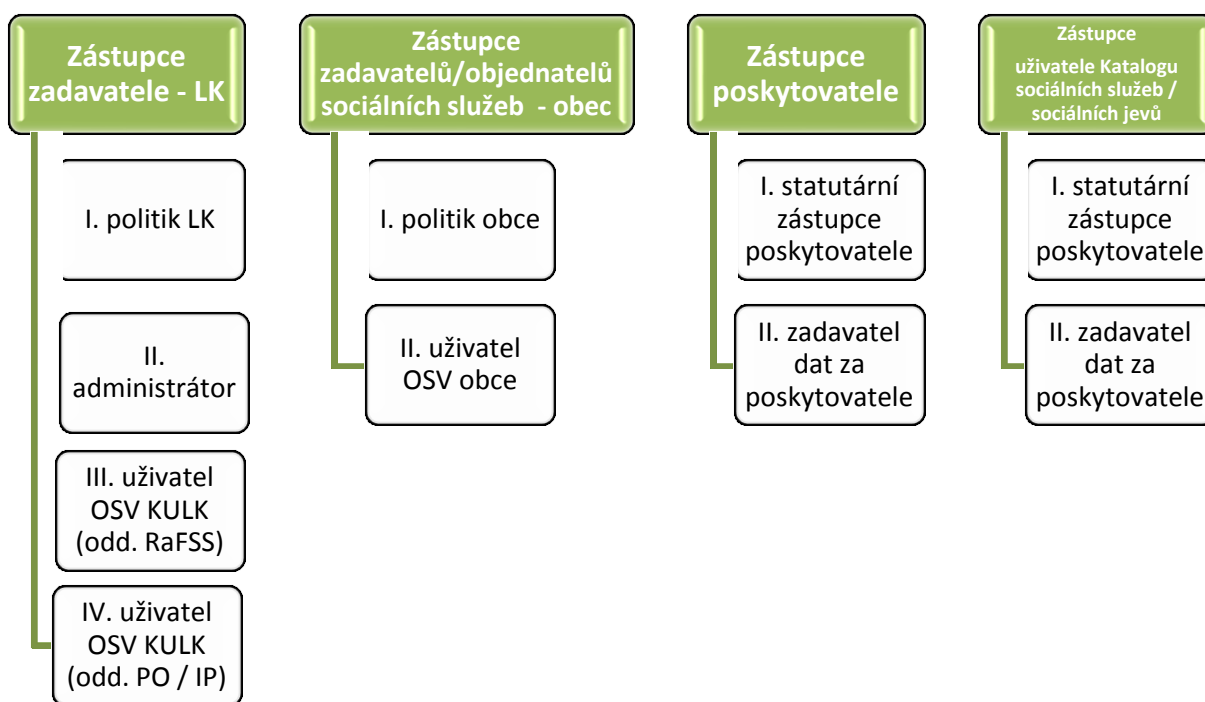 Zástupce
zadavatele - LK
I. politik LK
II.
administrátor
III. uživatel
OSV KULK
(odd. RaFSS)
IV. uživatel
OSV KULK
(odd. PO / IP)
Zástupce
zadavatelů/objednatelů
sociálních služeb - obec
I. politik obce
II. uživatel
OSV obce
Zástupce
poskytovatele
I. statutární
zástupce
poskytovatele
II. zadavatel
dat za
poskytovatele
Zástupce
uživatele Katalogu
sociálních služeb /
sociálních jevů
I. statutární
zástupce
poskytovatele
II. zadavatel
dat za
poskytovatele